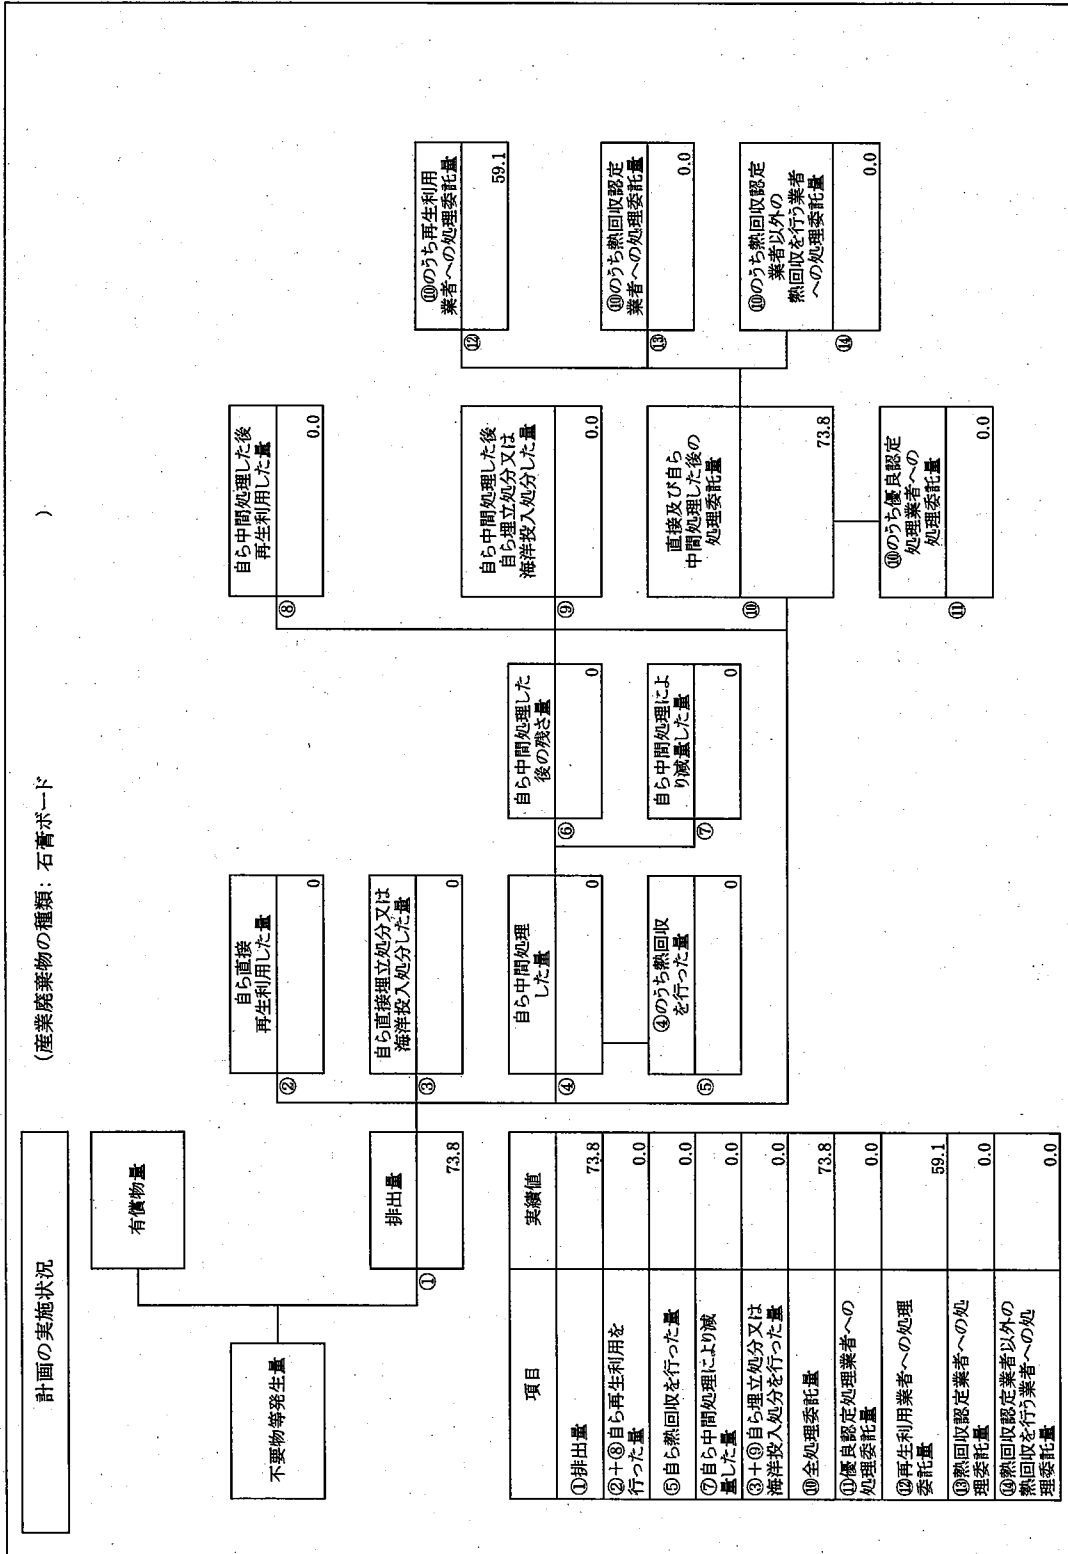 計画の実施状況
(産業廃棄物の種類: 石膏ボード
)
不要物等発生量
有償物量
①
排出量
73.8
②
自ら直接
再生利用した量
0
③
自ら直接埋立処分又は
海洋投入処分した量
0
④
自ら中間処理
した量
0
⑤
④のうち熱回収
を行った量
0
⑥
自ら中間処理した
後の残さ量
0
⑦
自ら中間処理によ
り減量した量
0
⑧
自ら中間処理した後
再生利用した量
0.0
⑨
自ら中間処理した後
自ら埋立処分又は
海洋投入処分した量
0.0
⑩
直接及び自ら
中間処理した後の
処理委託量
73.8
⑪
⑩のうち優良認定
処理業者への
処理委託量
0.0
⑫
⑩のうち再生利用
業者への処理委託量
59.1
⑬
⑩のうち熱回収認定
業者への処理委託量
0.0
⑭
⑩のうち熱回収認定
業者以外の
熱回収を行う業者
への処理委託量
0.0
項目 実績値
①排出量 73.8
②＋⑧自ら再生利用を
行った量 0.0
⑤自ら熱回収を行った量 0.0
⑦自ら中間処理により減
量した量 0.0
③＋⑨自ら埋立処分又は
海洋投入処分を行った量 0.0
⑩全処理委託量 73.8
⑪優良認定処理業者への
処理委託量 0.0
⑫再生利用業者への処理
委託量 59.1
⑬熱回収認定業者への処
理委託量 0.0
⑭熱回収認定業者以外の
熱回収を行う業者への処
理委託量 0.0